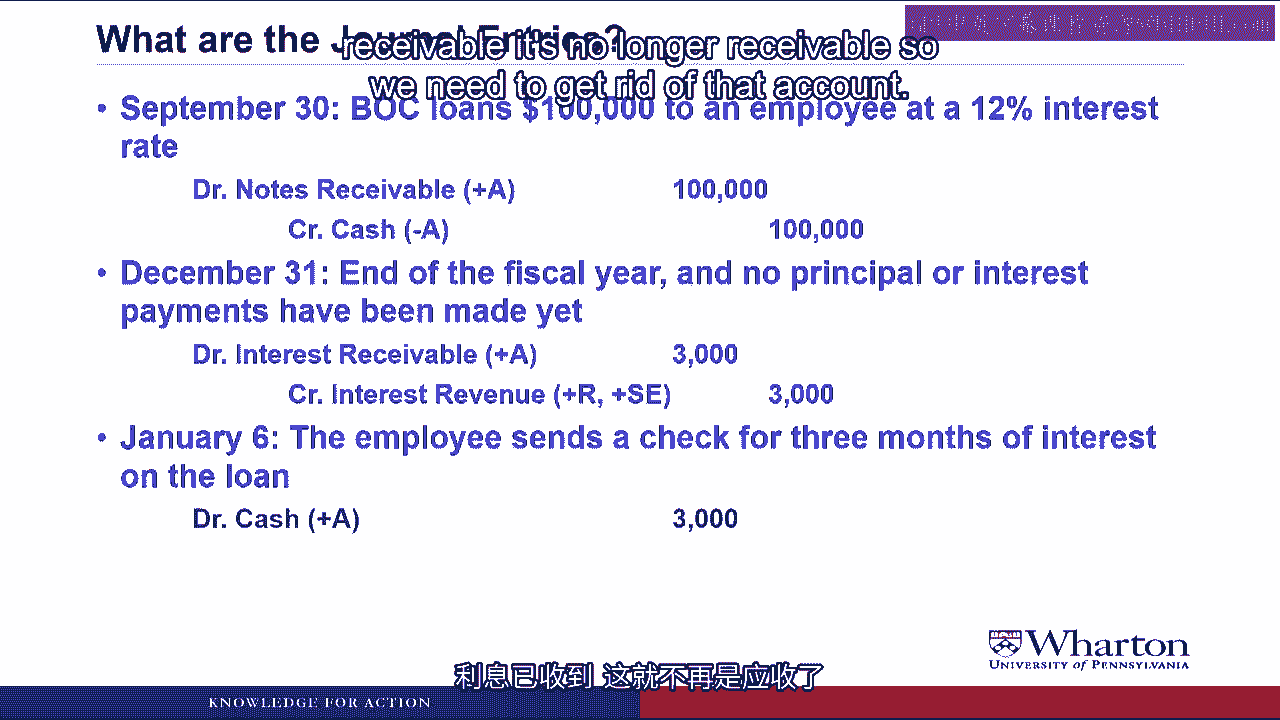 What are the Journal Entries?
receivable it's no longer receivable so
we need to get rid of that account.
• September 30: BOC loans $100,000 to an employee at a 12% interest
rate
Dr. Notes Receivable (+A) 100,000
Cr. Cash (-A) 100,000
• December 31: End of the fiscal year, and no principal or interest
payments have been made yet
Dr. Interest Receivable (+A) 3,000
Cr. Interest Revenue (+R, +SE) 3,000
• January 6: The employee sends a check for three months of interest
on the loan
Dr. Cash (+A) 3,000
Wharton
UNIVERSITY of PENNSYLVANIA
利息已收到 这就不再是应收了
KNOWLEDGE FOR ACTION